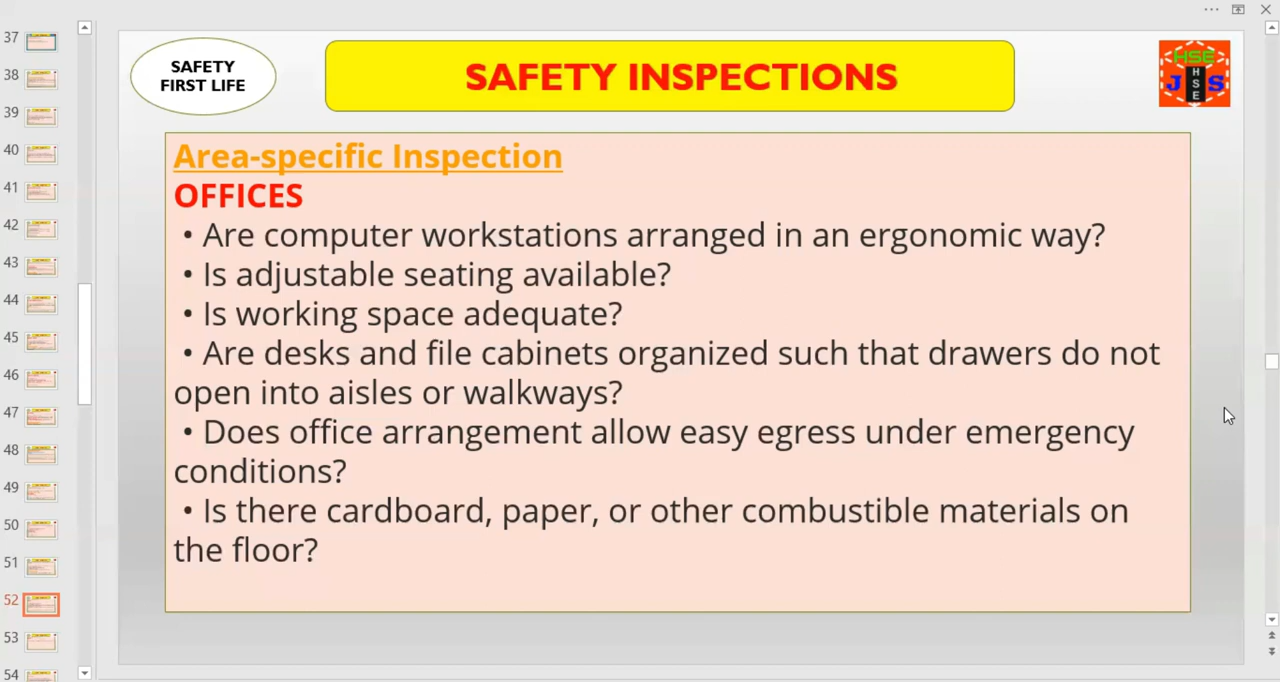 37
38
39
40
41
42
43
44
45
46
47
48
49
50
51
52
53
54
SAFETY
FIRST LIFE
SAFETY INSPECTIONS
HSE
J HSE S
Area-specific Inspection
OFFICES
• Are computer workstations arranged in an ergonomic way?
• Is adjustable seating available?
• Is working space adequate?
• Are desks and file cabinets organized such that drawers do not
open into aisles or walkways?
• Does office arrangement allow easy egress under emergency
conditions?
• Is there cardboard, paper, or other combustible materials on
the floor?